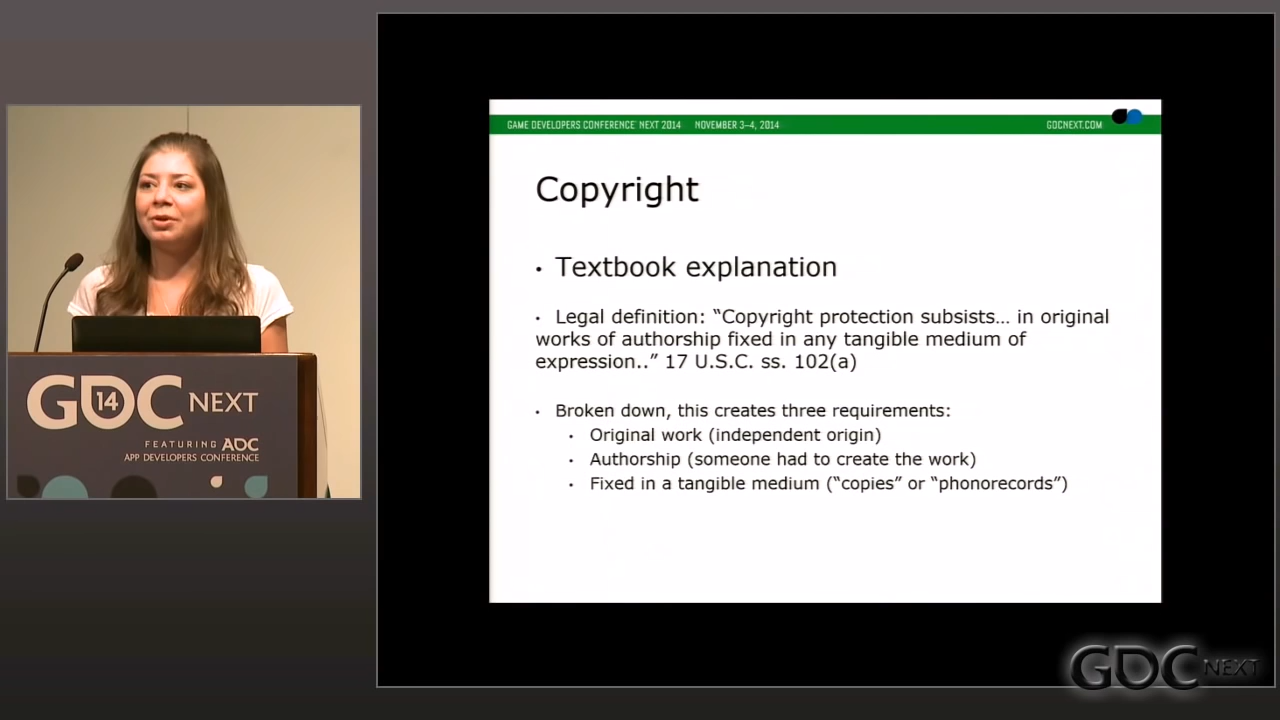 GAME DEVELOPERS CONFERENCE® NEXT 2014 NOVEMBER 3–4, 2014 GDCNEXT.COM
Copyright
• Textbook explanation
• Legal definition: “Copyright protection subsists… in original
works of authorship fixed in any tangible medium of
expression..” 17 U.S.C. ss. 102(a)
• Broken down, this creates three requirements:
• Original work (independent origin)
• Authorship (someone had to create the work)
• Fixed in a tangible medium (“copies” or “phonorecords”)
GDC 14 NEXT
FEATURING ADC
APP DEVELOPERS CONFERENCE
GDC NEXT